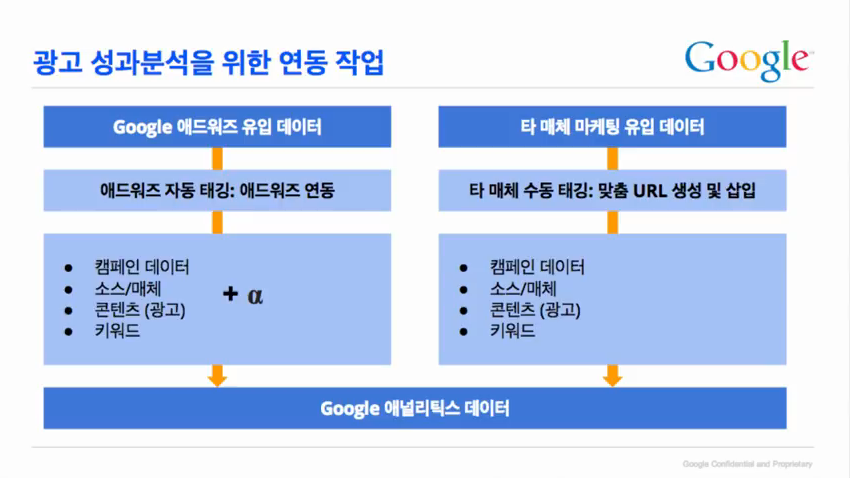 광고 성과분석을 위한 연동 작업
Google
Google 애드워즈 유입 데이터
애드워즈 자동 태깅: 애드워즈 연동
● 캠페인 데이터
● 소스/매체
● 콘텐츠 (광고)
● 키워드
+ α
타 매체 마케팅 유입 데이터
타 매체 수동 태깅: 맞춤 URL 생성 및 삽입
● 캠페인 데이터
● 소스/매체
● 콘텐츠 (광고)
● 키워드
Google 애널리틱스 데이터
Google Confidential and Proprietary